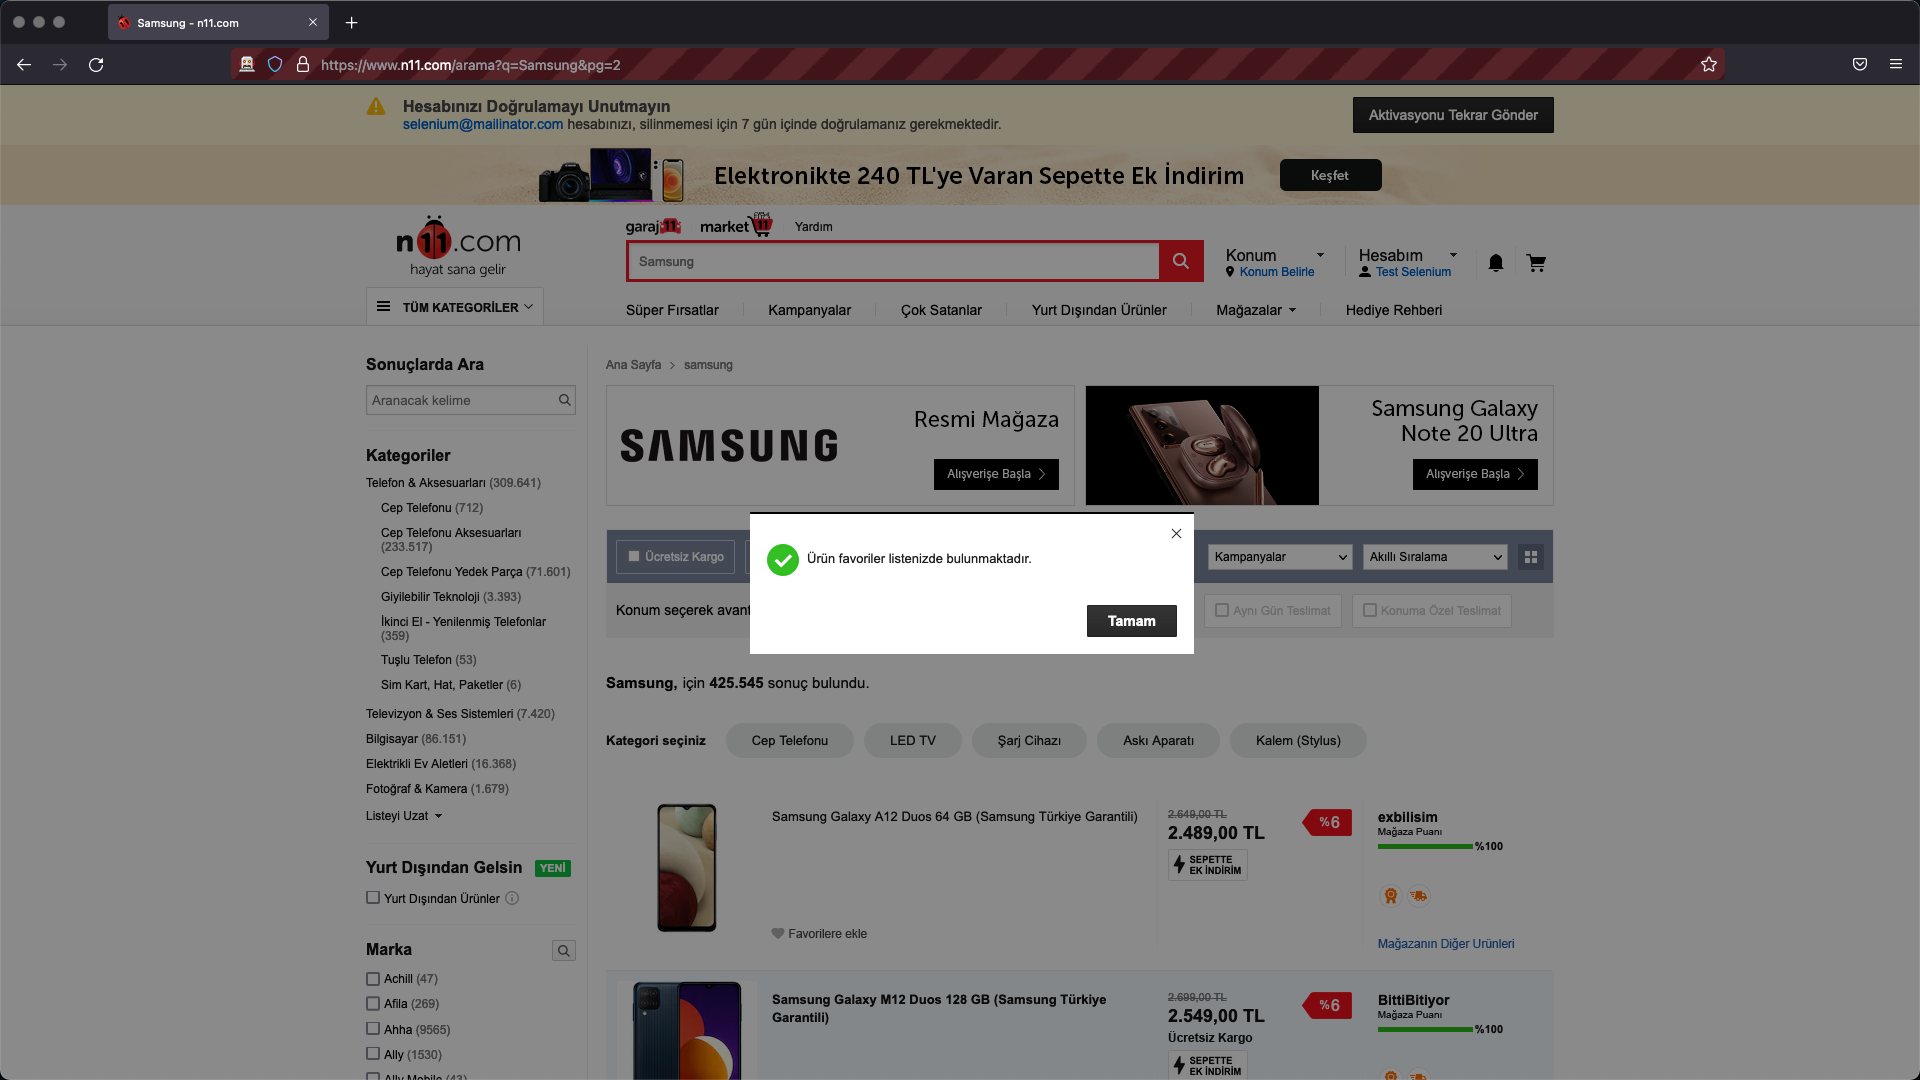 Samsung - n11.com
https://www.n11.com/arama?q=Samsung&pg=2
Hesabınızı Doğrulamayı Unutmayın
selenium@mailinator.com hesabınızı, silinmemesi için 7 gün içinde doğrulamanız gerekmektedir.
Aktivasyonu Tekrar Gönder
Elektronikte 240 TL'ye Varan Sepette Ek İndirim
Keşfet
n11.com
hayat sana gelir
garaj11
market11
Yardım
Samsung
Konum
Konum Belirle
Hesabım
Test Selenium
TÜM KATEGORİLER
Süper Fırsatlar
Kampanyalar
Çok Satanlar
Yurt Dışından Ürünler
Mağazalar
Hediye Rehberi
Sonuçlarda Ara
Aranacak kelime
Kategoriler
Telefon & Aksesuarları (309.641)
Cep Telefonu (712)
Cep Telefonu Aksesuarları
(233.517)
Cep Telefonu Yedek Parça (71.601)
Giyilebilir Teknoloji (3.393)
İkinci El - Yenilenmiş Telefonlar
(359)
Tuşlu Telefon (53)
Sim Kart, Hat, Paketler (6)
Televizyon & Ses Sistemleri (7.420)
Bilgisayar (86.151)
Elektrikli Ev Aletleri (16.368)
Fotoğraf & Kamera (1.679)
Listeyi Uzat
Yurt Dışından Gelsin YENİ
Yurt Dışından Ürünler
Marka
Achill (47)
Afila (269)
Ahha (9565)
Ally (1530)
Ally Mobile (43)
Ana Sayfa > samsung
SAMSUNG
Resmi Mağaza
Alışverişe Başla
Samsung Galaxy
Note 20 Ultra
Alışverişe Başla
Ücretsiz Kargo
Kampanyalar
Akıllı Sıralama
Konum seçerek avant
Aynı Gün Teslimat
Konuma Özel Teslimat
Ürün favoriler listenizde bulunmaktadır.
Tamam
Samsung, için 425.545 sonuç bulundu.
Kategori seçiniz
Cep Telefonu
LED TV
Şarj Cihazı
Askı Aparatı
Kalem (Stylus)
Samsung Galaxy A12 Duos 64 GB (Samsung Türkiye Garantili)
Favorilere ekle
2.649,00 TL
2.489,00 TL
SEPETTE
EK İNDİRİM
%6
exbilisim
Mağaza Puanı
%100
Mağazanın Diğer Ürünleri
Samsung Galaxy M12 Duos 128 GB (Samsung Türkiye
Garantili)
2.699,00 TL
2.549,00 TL
Ücretsiz Kargo
SEPETTE
EK İNDİRİM
%6
BittiBitiyor
Mağaza Puanı
%100